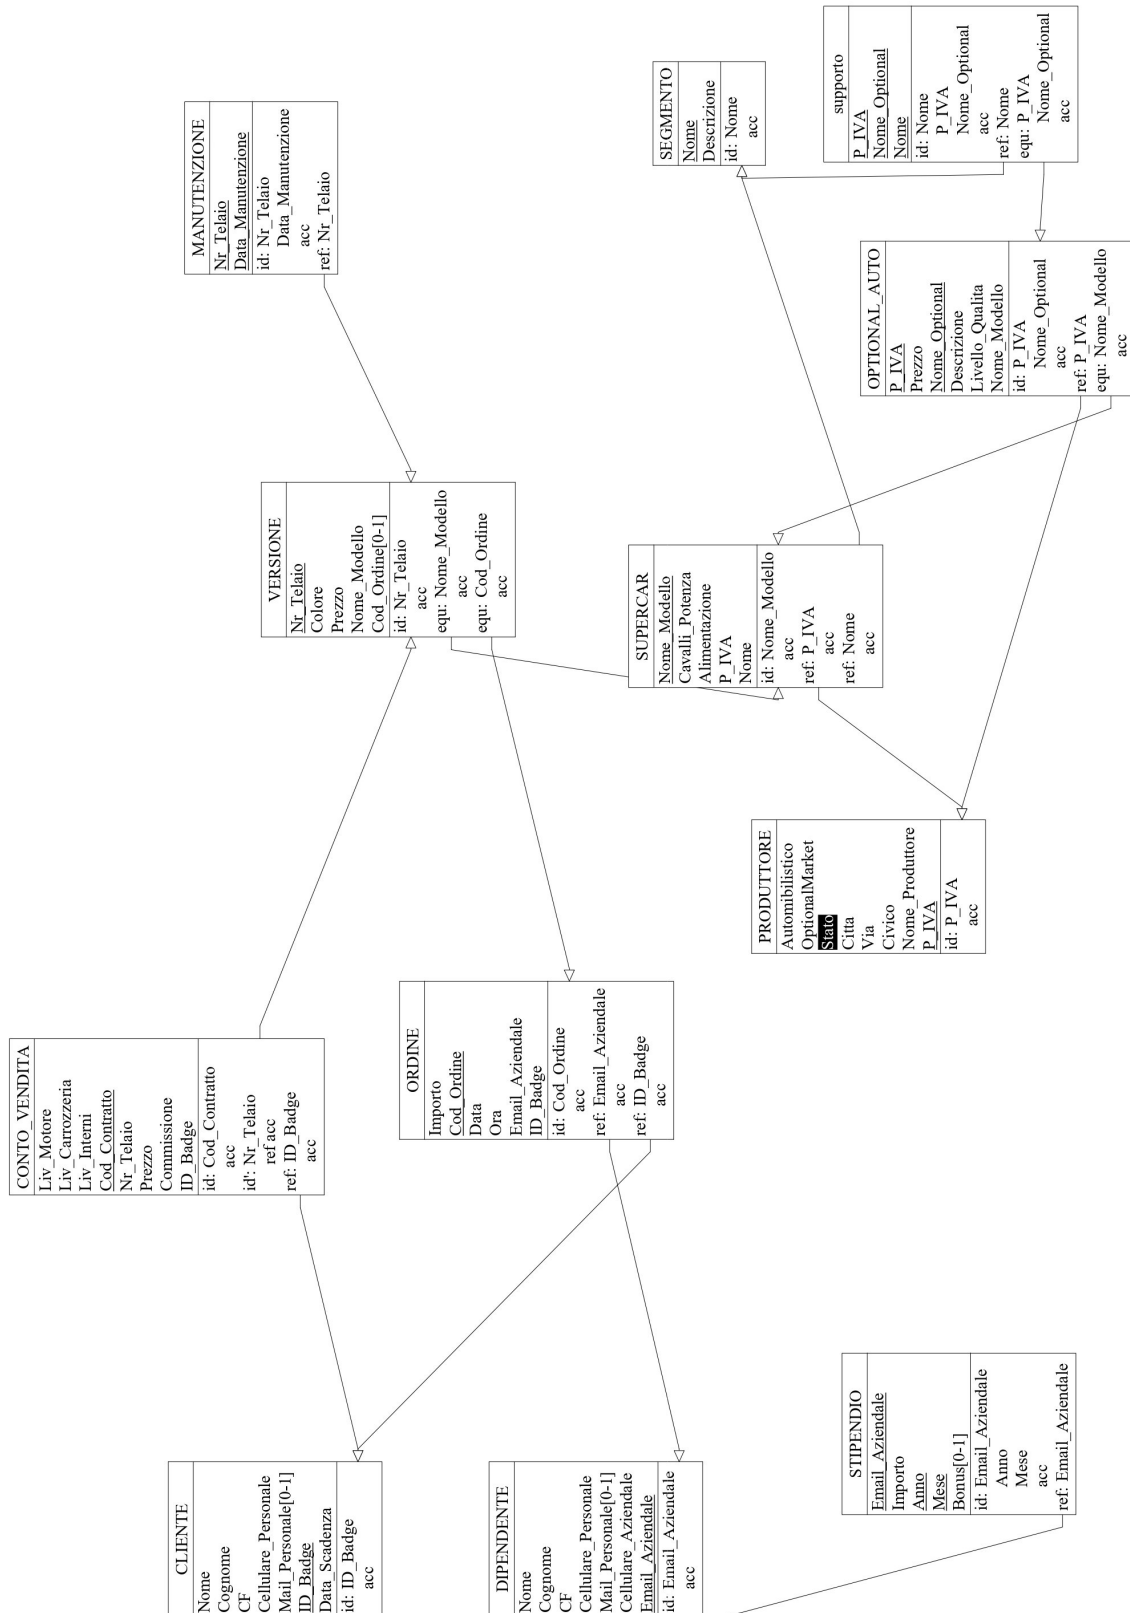 MANUTENZIONE
Nr_Telaio
Data_Manutenzione
id: Nr_Telaio
Data_Manutenzione
acc
ref: Nr_Telaio
SEGMENTO
Nome
Descrizione
id: Nome
acc
supporto
P_IVA
Nome_Optional
Nome
id: Nome
P_IVA
Nome_Optional
acc
ref: Nome
equ: P_IVA
Nome_Optional
acc
VERSIONE
Nr_Telaio
Colore
Prezzo
Nome_Modello
Cod_Ordine[0-1]
id: Nr_Telaio
acc
equ: Nome_Modello
acc
equ: Cod_Ordine
acc
SUPERCAR
Nome_Modello
Cavalli_Potenza
Alimentazione
P_IVA
Nome
id: Nome_Modello
acc
ref: P_IVA
acc
ref: Nome
acc
OPTIONAL_AUTO
P_IVA
Prezzo
Nome_Optional
Descrizione
Livello_Qualita
Nome_Modello
id: P_IVA
Nome_Optional
acc
ref: P_IVA
equ: Nome_Modello
acc
CONTO_VENDITA
Liv_Motore
Liv_Carrozzeria
Liv_Interni
Cod_Contratto
Nr_Telaio
Prezzo
Commissione
ID_Badge
id: Cod_Contratto
acc
id': Nr_Telaio
ref acc
ref: ID_Badge
acc
ORDINE
Importo
Cod_Ordine
Data
Ora
Email_Aziendale
ID_Badge
id: Cod_Ordine
acc
ref: Email_Aziendale
acc
ref: ID_Badge
acc
PRODUTTORE
Automibilistico
OptionalMarket
Stato
Citta
Via
Civico
Nome_Produttore
P_IVA
id: P_IVA
acc
CLIENTE
Nome
Cognome
CF
Cellulare_Personale
Mail_Personale[0-1]
ID_Badge
Data_Scadenza
id: ID_Badge
acc
DIPENDENTE
Nome
Cognome
CF
Cellulare_Personale
Mail_Personale[0-1]
Cellulare_Aziendale
Email_Aziendale
id: Email_Aziendale
acc
STIPENDIO
Email_Aziendale
Importo
Anno
Mese
Bonus[0-1]
id: Email_Aziendale
Anno
Mese
acc
ref: Email_Aziendale